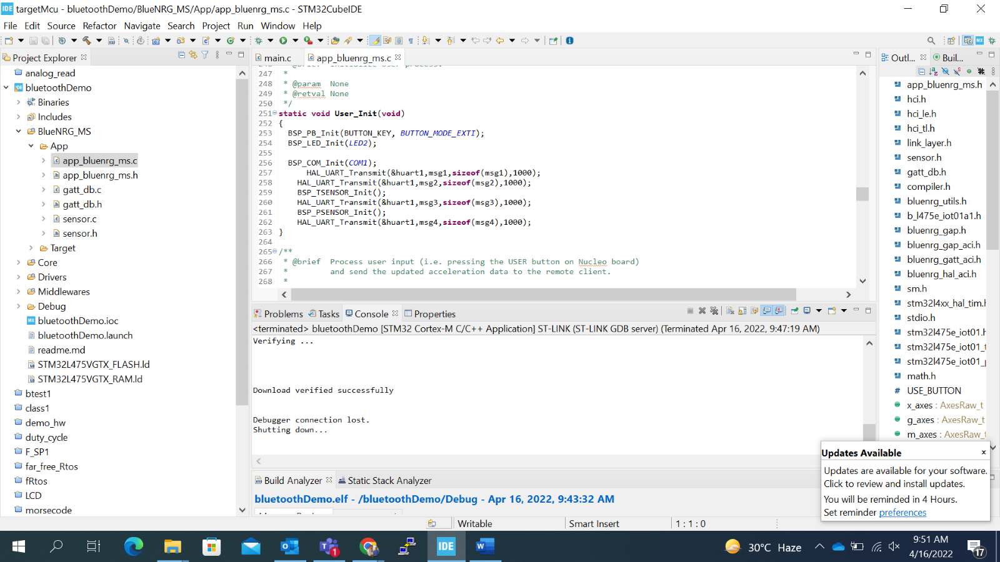 IDE targetMcu - bluetoothDemo/BlueNRG_MS/App/app_bluenrg_ms.c - STM32CubeIDE
File Edit Source Refactor Navigate Search Project Run Window Help
Project Explorer
analog_read
bluetoothDemo
Binaries
Includes
BlueNRG_MS
App
app_bluenrg_ms.c
app_bluenrg_ms.h
gatt_db.c
gatt_db.h
sensor.c
sensor.h
Target
Core
Drivers
Middlewares
Debug
bluetoothDemo.ioc
bluetoothDemo.launch
readme.md
STM32L475VGTX_FLASH.ld
STM32L475VGTX_RAM.ld
btest1
class1
demo_hw
duty_cycle
F_SP1
far_free_Rtos
fRtos
LCD
morsecode
main.c
app_bluenrg_ms.c
246 * @brief Initialize User process.
247 *
248 * @param None
249 * @retval None
250 */
251 static void User_Init(void)
252 {
253 BSP_PB_Init(BUTTON_KEY, BUTTON_MODE_EXTI);
254 BSP_LED_Init(LED2);
255
256 BSP_COM_Init(COM1);
257 HAL_UART_Transmit(&huart1,msg1,sizeof(msg1),1000);
258 HAL_UART_Transmit(&huart1,msg2,sizeof(msg2),1000);
259 BSP_TSENSOR_Init();
260 HAL_UART_Transmit(&huart1,msg3,sizeof(msg3),1000);
261 BSP_PSENSOR_Init();
262 HAL_UART_Transmit(&huart1,msg4,sizeof(msg4),1000);
263 }
264
265 /**
266 * @brief Process user input (i.e. pressing the USER button on Nucleo board)
267 * and send the updated acceleration data to the remote client.
268 *
Problems Tasks Console Properties
<terminated> bluetoothDemo [STM32 Cortex-M C/C++ Application] ST-LINK (ST-LINK GDB server) (Terminated Apr 16, 2022, 9:47:19 AM)
Verifying ...
Download verified successfully
Debugger connection lost.
Shutting down...
Build Analyzer Static Stack Analyzer
bluetoothDemo.elf - /bluetoothDemo/Debug - Apr 16, 2022, 9:43:32 AM
Outl... Buil...
app_bluenrg_ms.h
hci.h
hci_le.h
hci_tl.h
link_layer.h
sensor.h
gatt_db.h
compiler.h
bluenrg_utils.h
b_l475e_iot01a1.h
bluenrg_gap.h
bluenrg_gap_aci.h
bluenrg_gatt_aci.h
bluenrg_hal_aci.h
sm.h
stm32l4xx_hal_tim.h
stdio.h
stm32l475e_iot01.h
stm32l475e_iot01_
stm32l475e_iot01_
math.h
# USE_BUTTON
x_axes : AxesRaw_t
g_axes : AxesRaw_t
m_axes : AxesRaw_t
Updates Available x
Updates are available for your software.
Click to review and install updates.
You will be reminded in 4 Hours.
Set reminder preferences
Writable Smart Insert 1 : 1 : 0
1
IDE
30°C Haze
9:51 AM
4/16/2022
17